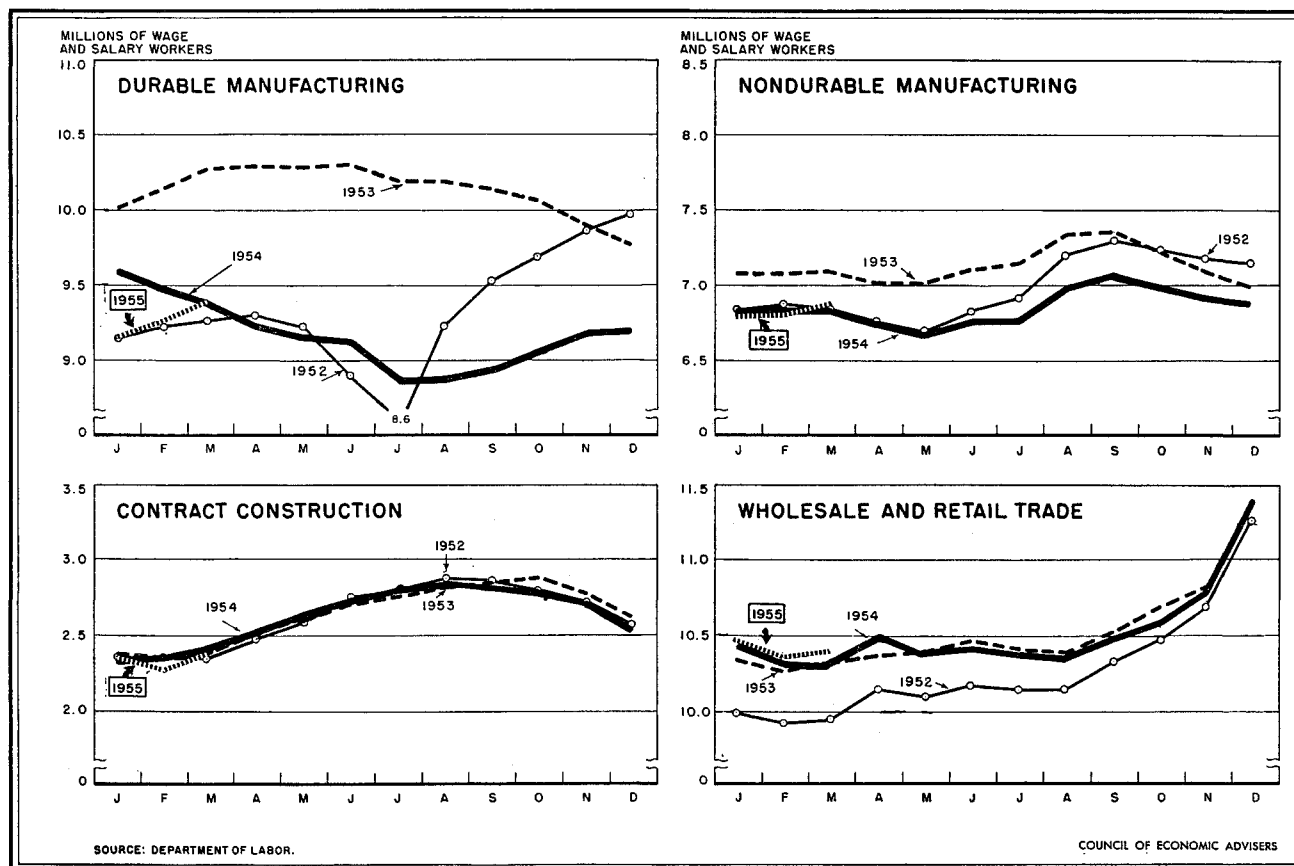 MILLIONS OF WAGE
AND SALARY WORKERS
11.0
DURABLE MANUFACTURING
10.5
1953
10.0
1954
9.5
1955
9.0
1952
8.6
0
J F M A M J J A S O N D
MILLIONS OF WAGE
AND SALARY WORKERS
8.5
NONDURABLE MANUFACTURING
8.0
7.5
1952
1953
7.0
1955
1954
6.5
0
J F M A M J J A S O N D
3.5
CONTRACT CONSTRUCTION
3.0
1952
1953
1954
2.5
1955
2.0
0
J F M A M J J A S O N D
11.5
WHOLESALE AND RETAIL TRADE
11.0
1955
1954
10.5
1953
1952
10.0
0
J F M A M J J A S O N D
SOURCE: DEPARTMENT OF LABOR.
COUNCIL OF ECONOMIC ADVISERS